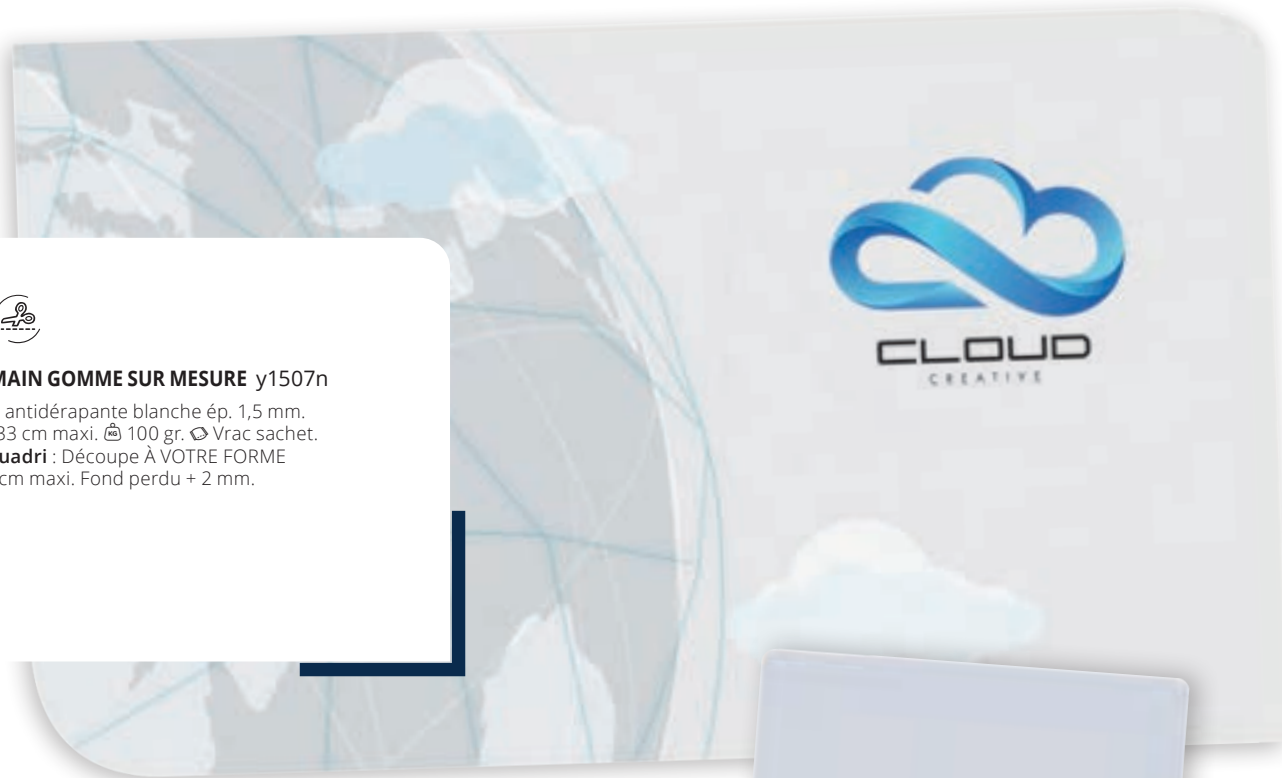 MAIN GOMME SUR MESURE y1507n
antidérapante blanche ép. 1,5 mm.
33 cm maxi. KG 100 gr. Vrac sachet.
uadri : Découpe À VOTRE FORME
cm maxi. Fond perdu + 2 mm.
CLOUD
CREATIVE